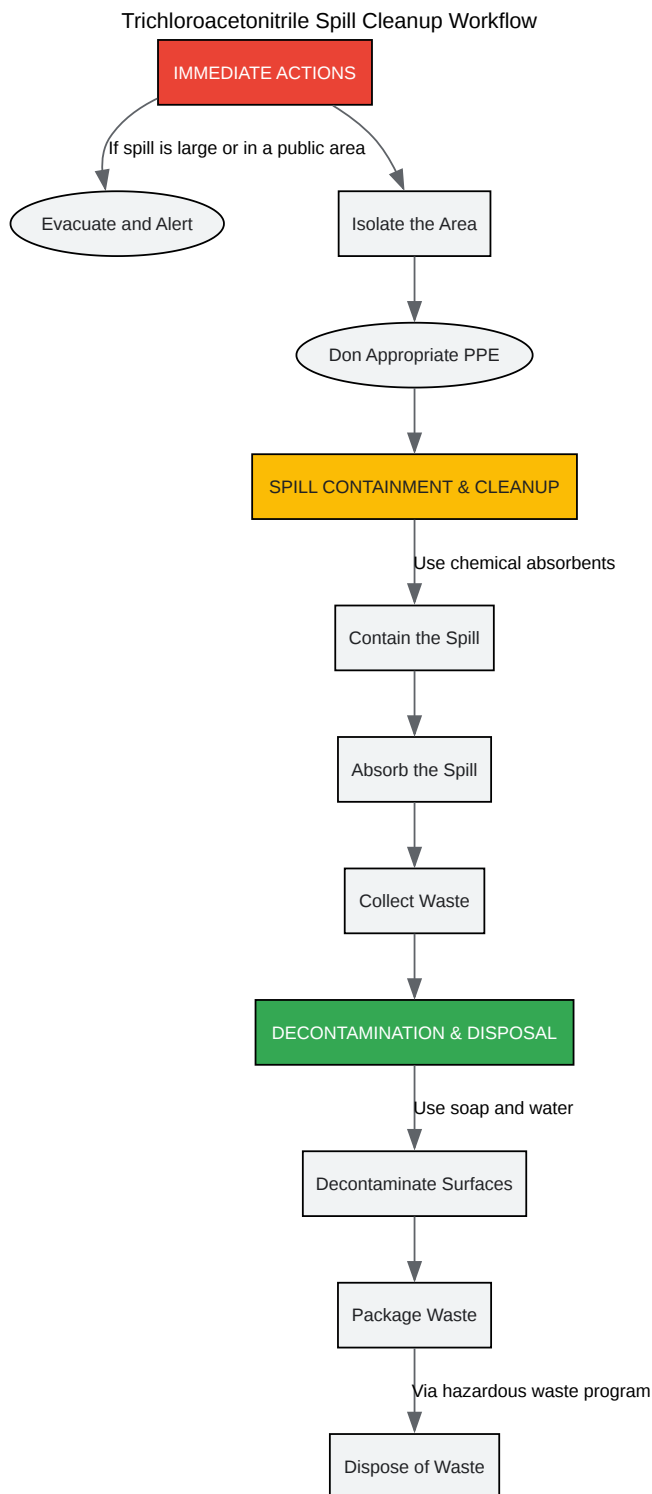 Trichloroacetonitrile Spill Cleanup Workflow
IMMEDIATE ACTIONS
If spill is large or in a public area
Evacuate and Alert
Isolate the Area
Don Appropriate PPE
SPILL CONTAINMENT & CLEANUP
Use chemical absorbents
Contain the Spill
Absorb the Spill
Collect Waste
DECONTAMINATION & DISPOSAL
Use soap and water
Decontaminate Surfaces
Package Waste
Via hazardous waste program
Dispose of Waste